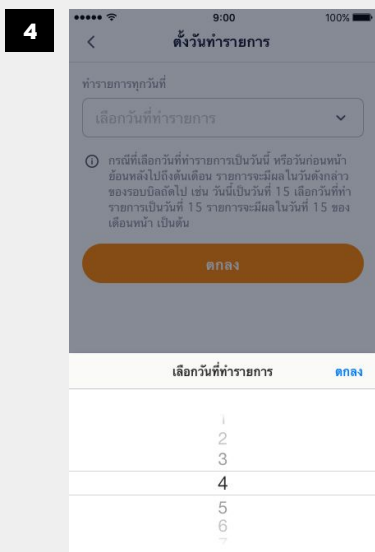 4
9:00
100%
ตั้งวันทำรายการ
ทำรายการทุกวันที่
เลือกวันที่ทำรายการ
กรณีที่เลือกวันที่ทำรายการเป็นวันนี้ หรือวันก่อนหน้า
ย้อนหลังไปถึงต้นเดือน รายการจะมีผลในวันดังกล่าว
ของรอบบิลถัดไป เช่น วันนี้เป็นวันที่ 15 เลือกวันที่ทำ
รายการเป็นวันที่ 15 รายการจะมีผลในวันที่ 15 ของ
เดือนหน้า เป็นต้น
ตกลง
เลือกวันที่ทำรายการ ตกลง
1
2
3
4
5
6
7